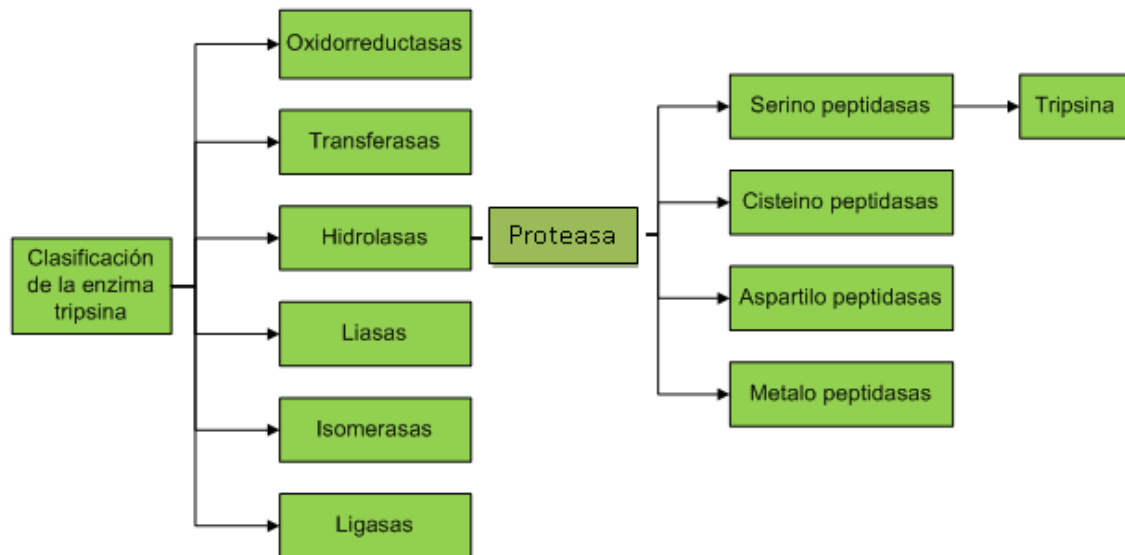 Clasificación
de la enzima
tripsina
Oxidorreductasas
Transferasas
Hidrolasas
Liasas
Isomerasas
Ligasas
Proteasa
Serino peptidasas
Cisteino peptidasas
Aspartilo peptidasas
Metalo peptidasas
Tripsina